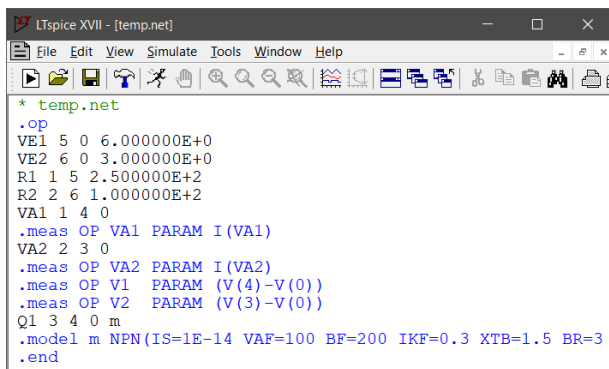 LTspice XVII - [temp.net]
File Edit View Simulate Tools Window Help
* temp.net
.op
VE1 5 0 6.000000E+0
VE2 6 0 3.000000E+0
R1 1 5 2.500000E+2
R2 2 6 1.000000E+2
VA1 1 4 0
.meas OP VA1 PARAM I(VA1)
VA2 2 3 0
.meas OP VA2 PARAM I(VA2)
.meas OP V1  PARAM (V(4)-V(0))
.meas OP V2  PARAM (V(3)-V(0))
Q1 3 4 0 m
.model m NPN(IS=1E-14 VAF=100 BF=200 IKF=0.3 XTB=1.5 BR=3
.end